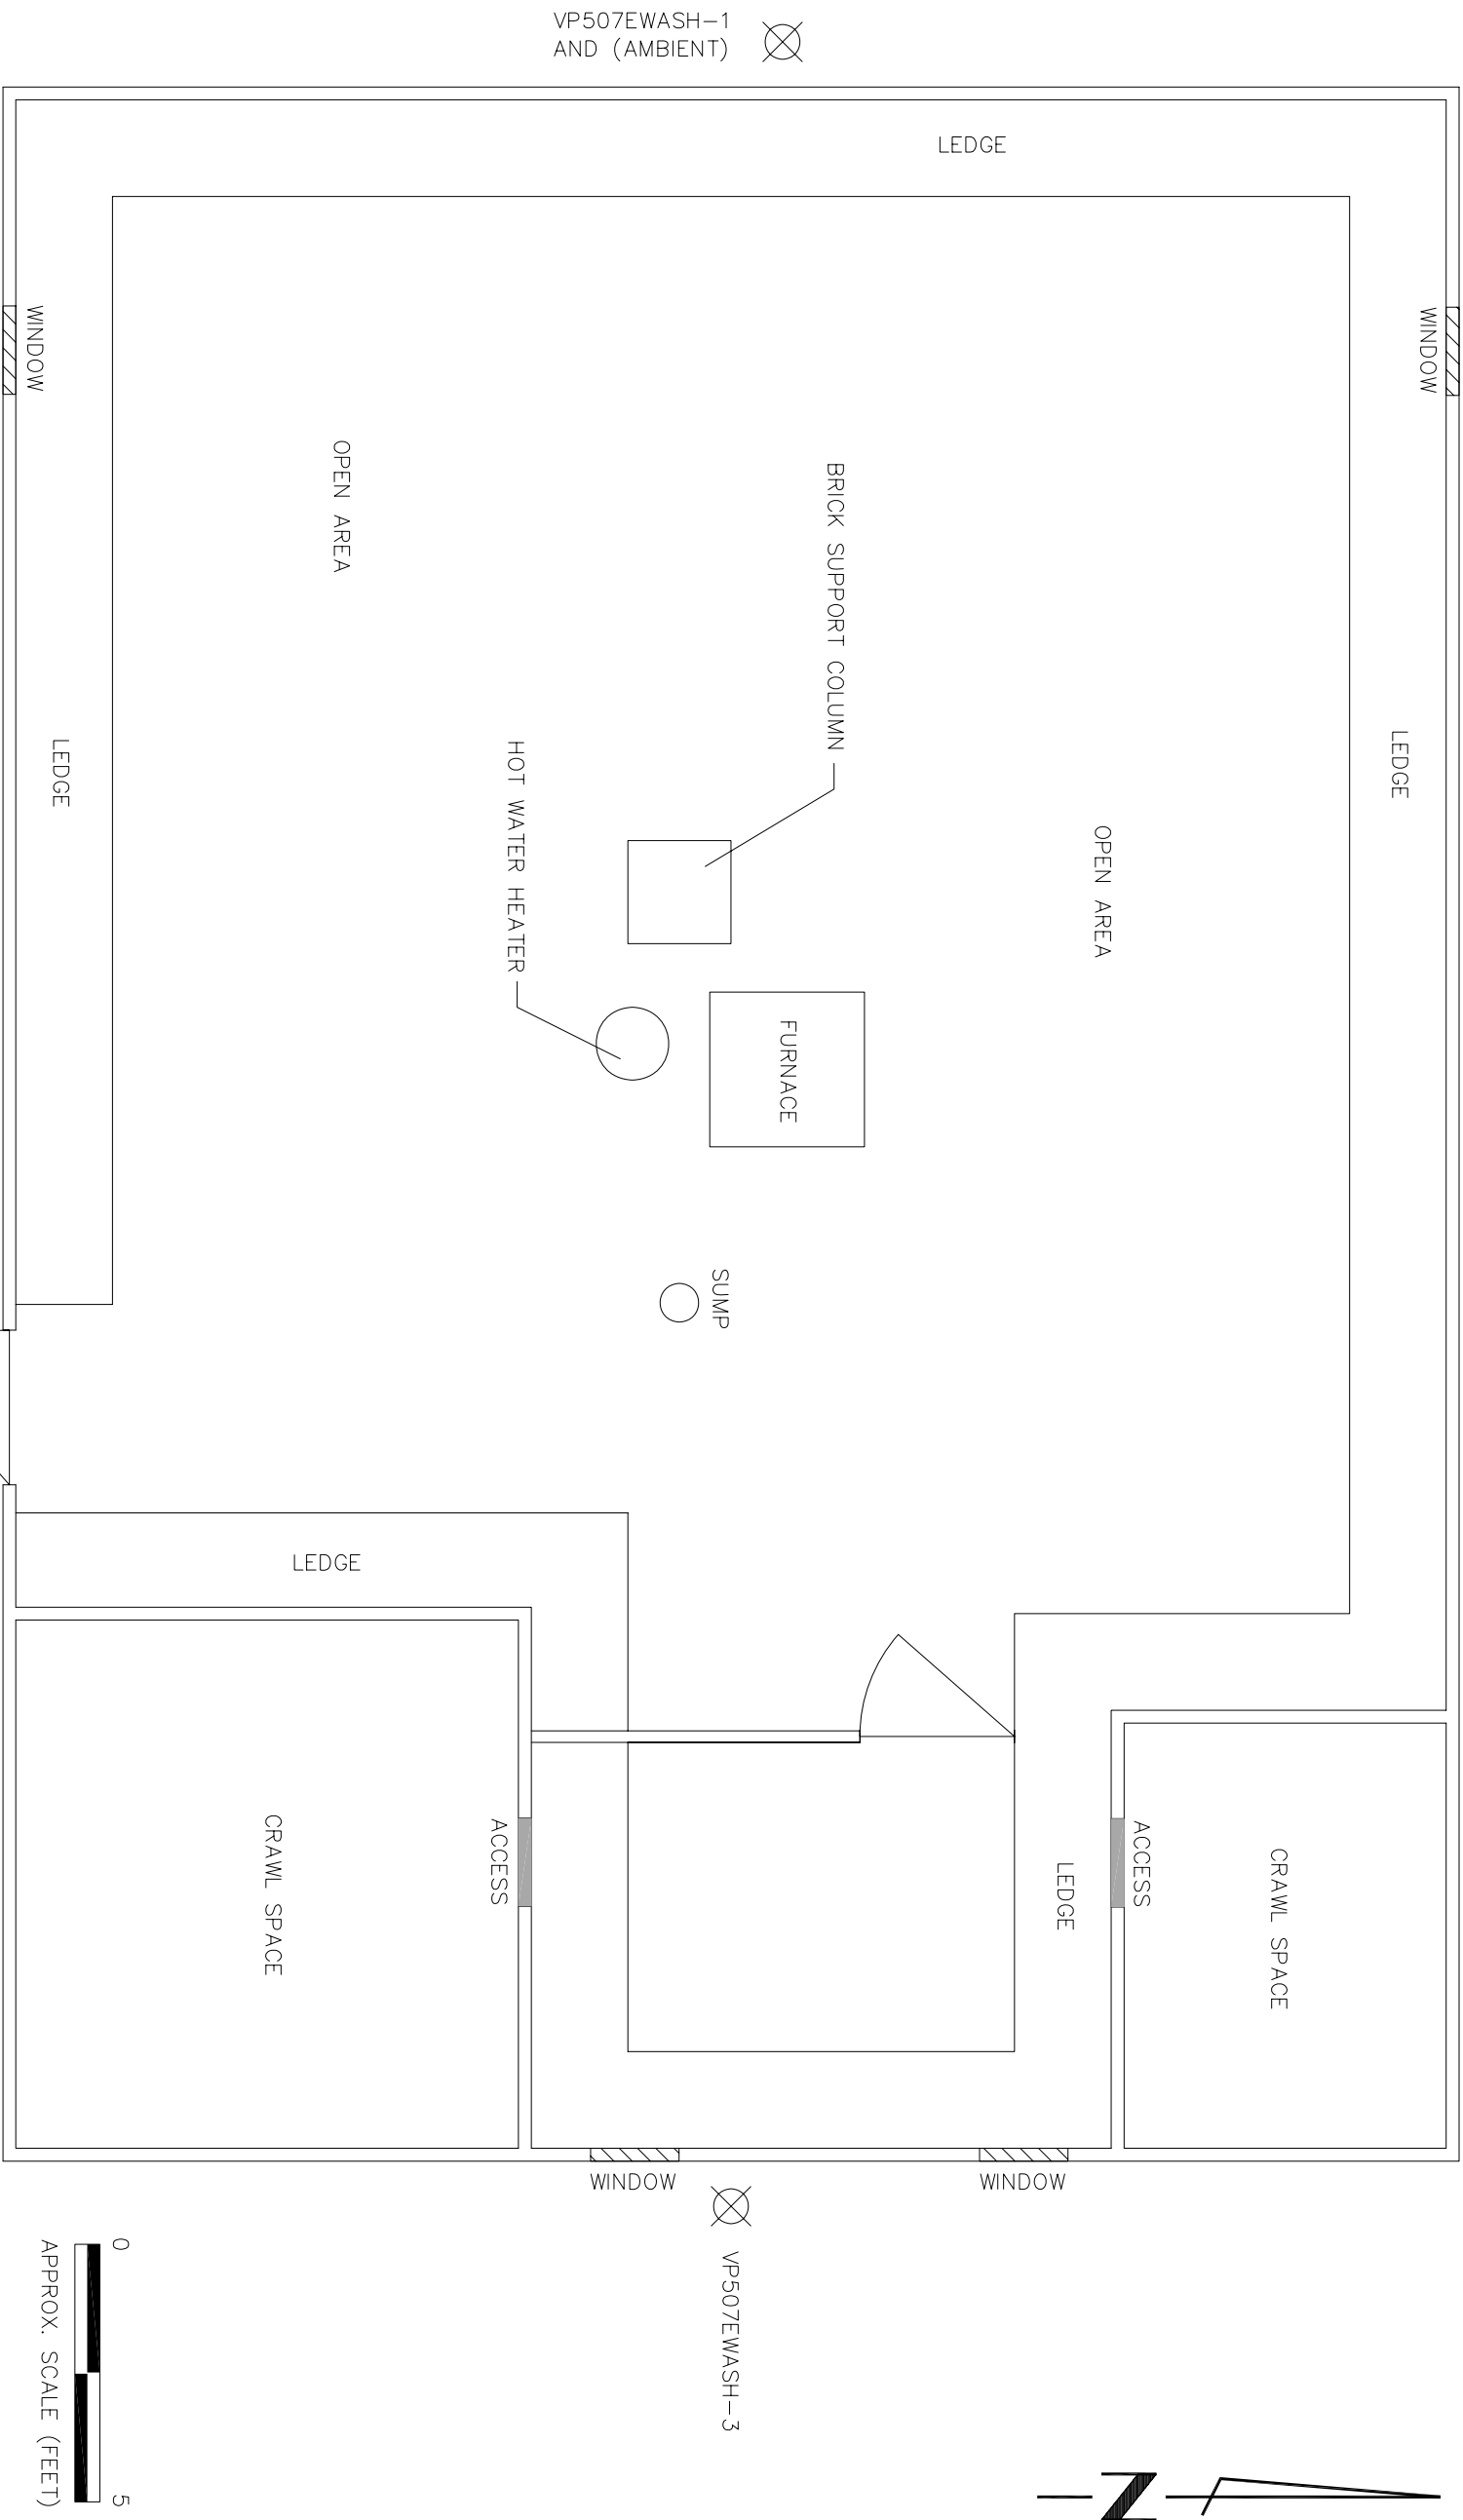 VP507EWASH-1
AND (AMBIENT)
LEDGE
WINDOW
WINDOW
OPEN AREA
BRICK SUPPORT COLUMN
LEDGE
LEDGE
HOT WATER HEATER
OPEN AREA
FURNACE
SUMP
LEDGE
CRAWL SPACE
ACCESS
LEDGE
ACCESS
CRAWL SPACE
WINDOW
WINDOW
VP507EWASH-3
0
5
APPROX. SCALE (FEET)
N